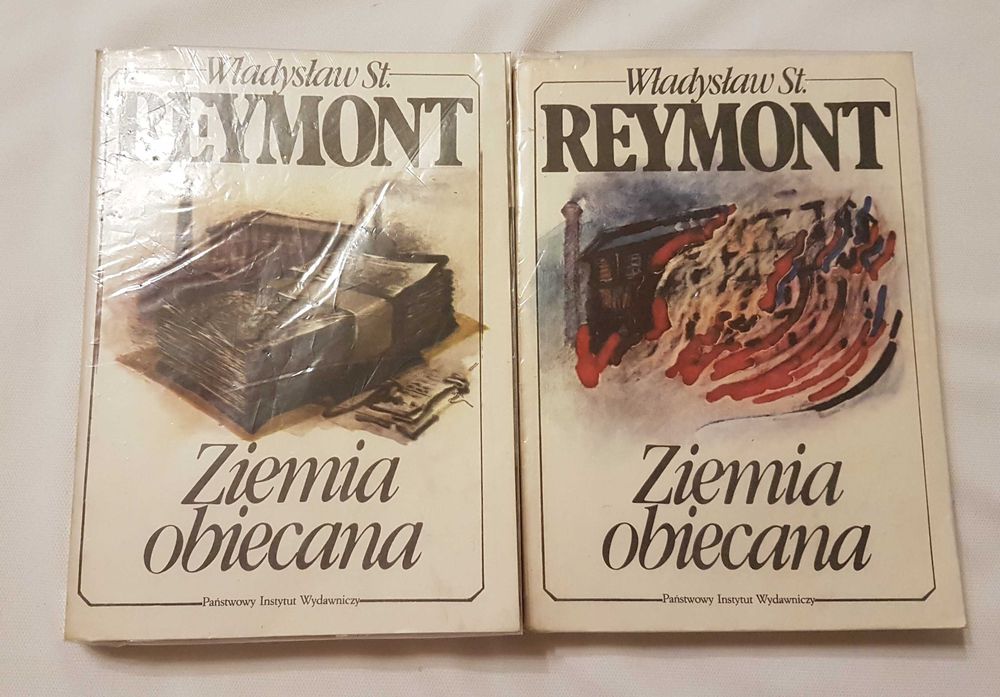 Władysław St.
REYMONT
Ziemia
obiecana
Państwowy Instytut Wydawniczy
Władysław St.
REYMONT
Ziemia
obiecana
Państwowy Instytut Wydawniczy